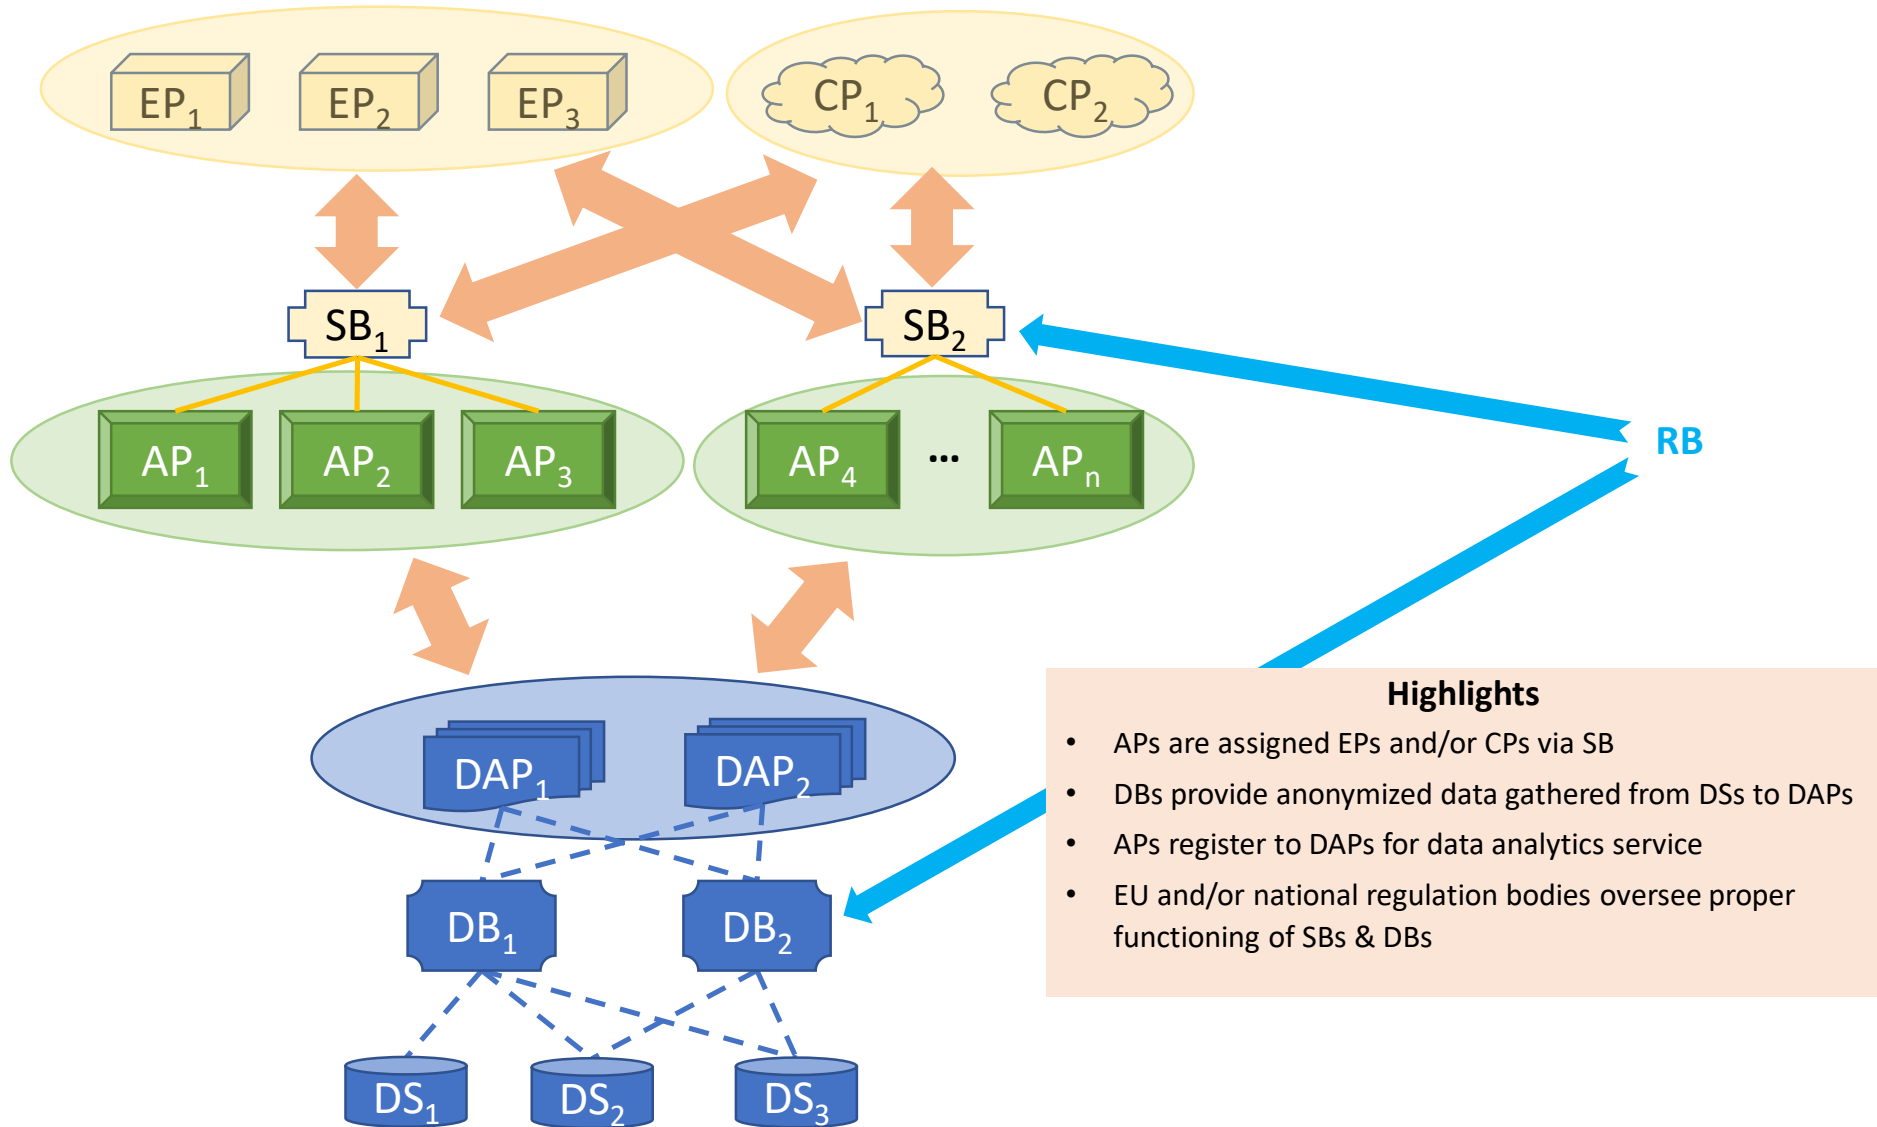 EP1 EP2 EP3 CP1 CP2
SB1 SB2
AP1 AP2 AP3 AP4 ... APn
RB
DAP1 DAP2
DB1 DB2
DS1 DS2 DS3
Highlights
• APs are assigned EPs and/or CPs via SB
• DBs provide anonymized data gathered from DSs to DAPs
• APs register to DAPs for data analytics service
• EU and/or national regulation bodies oversee proper
functioning of SBs & DBs